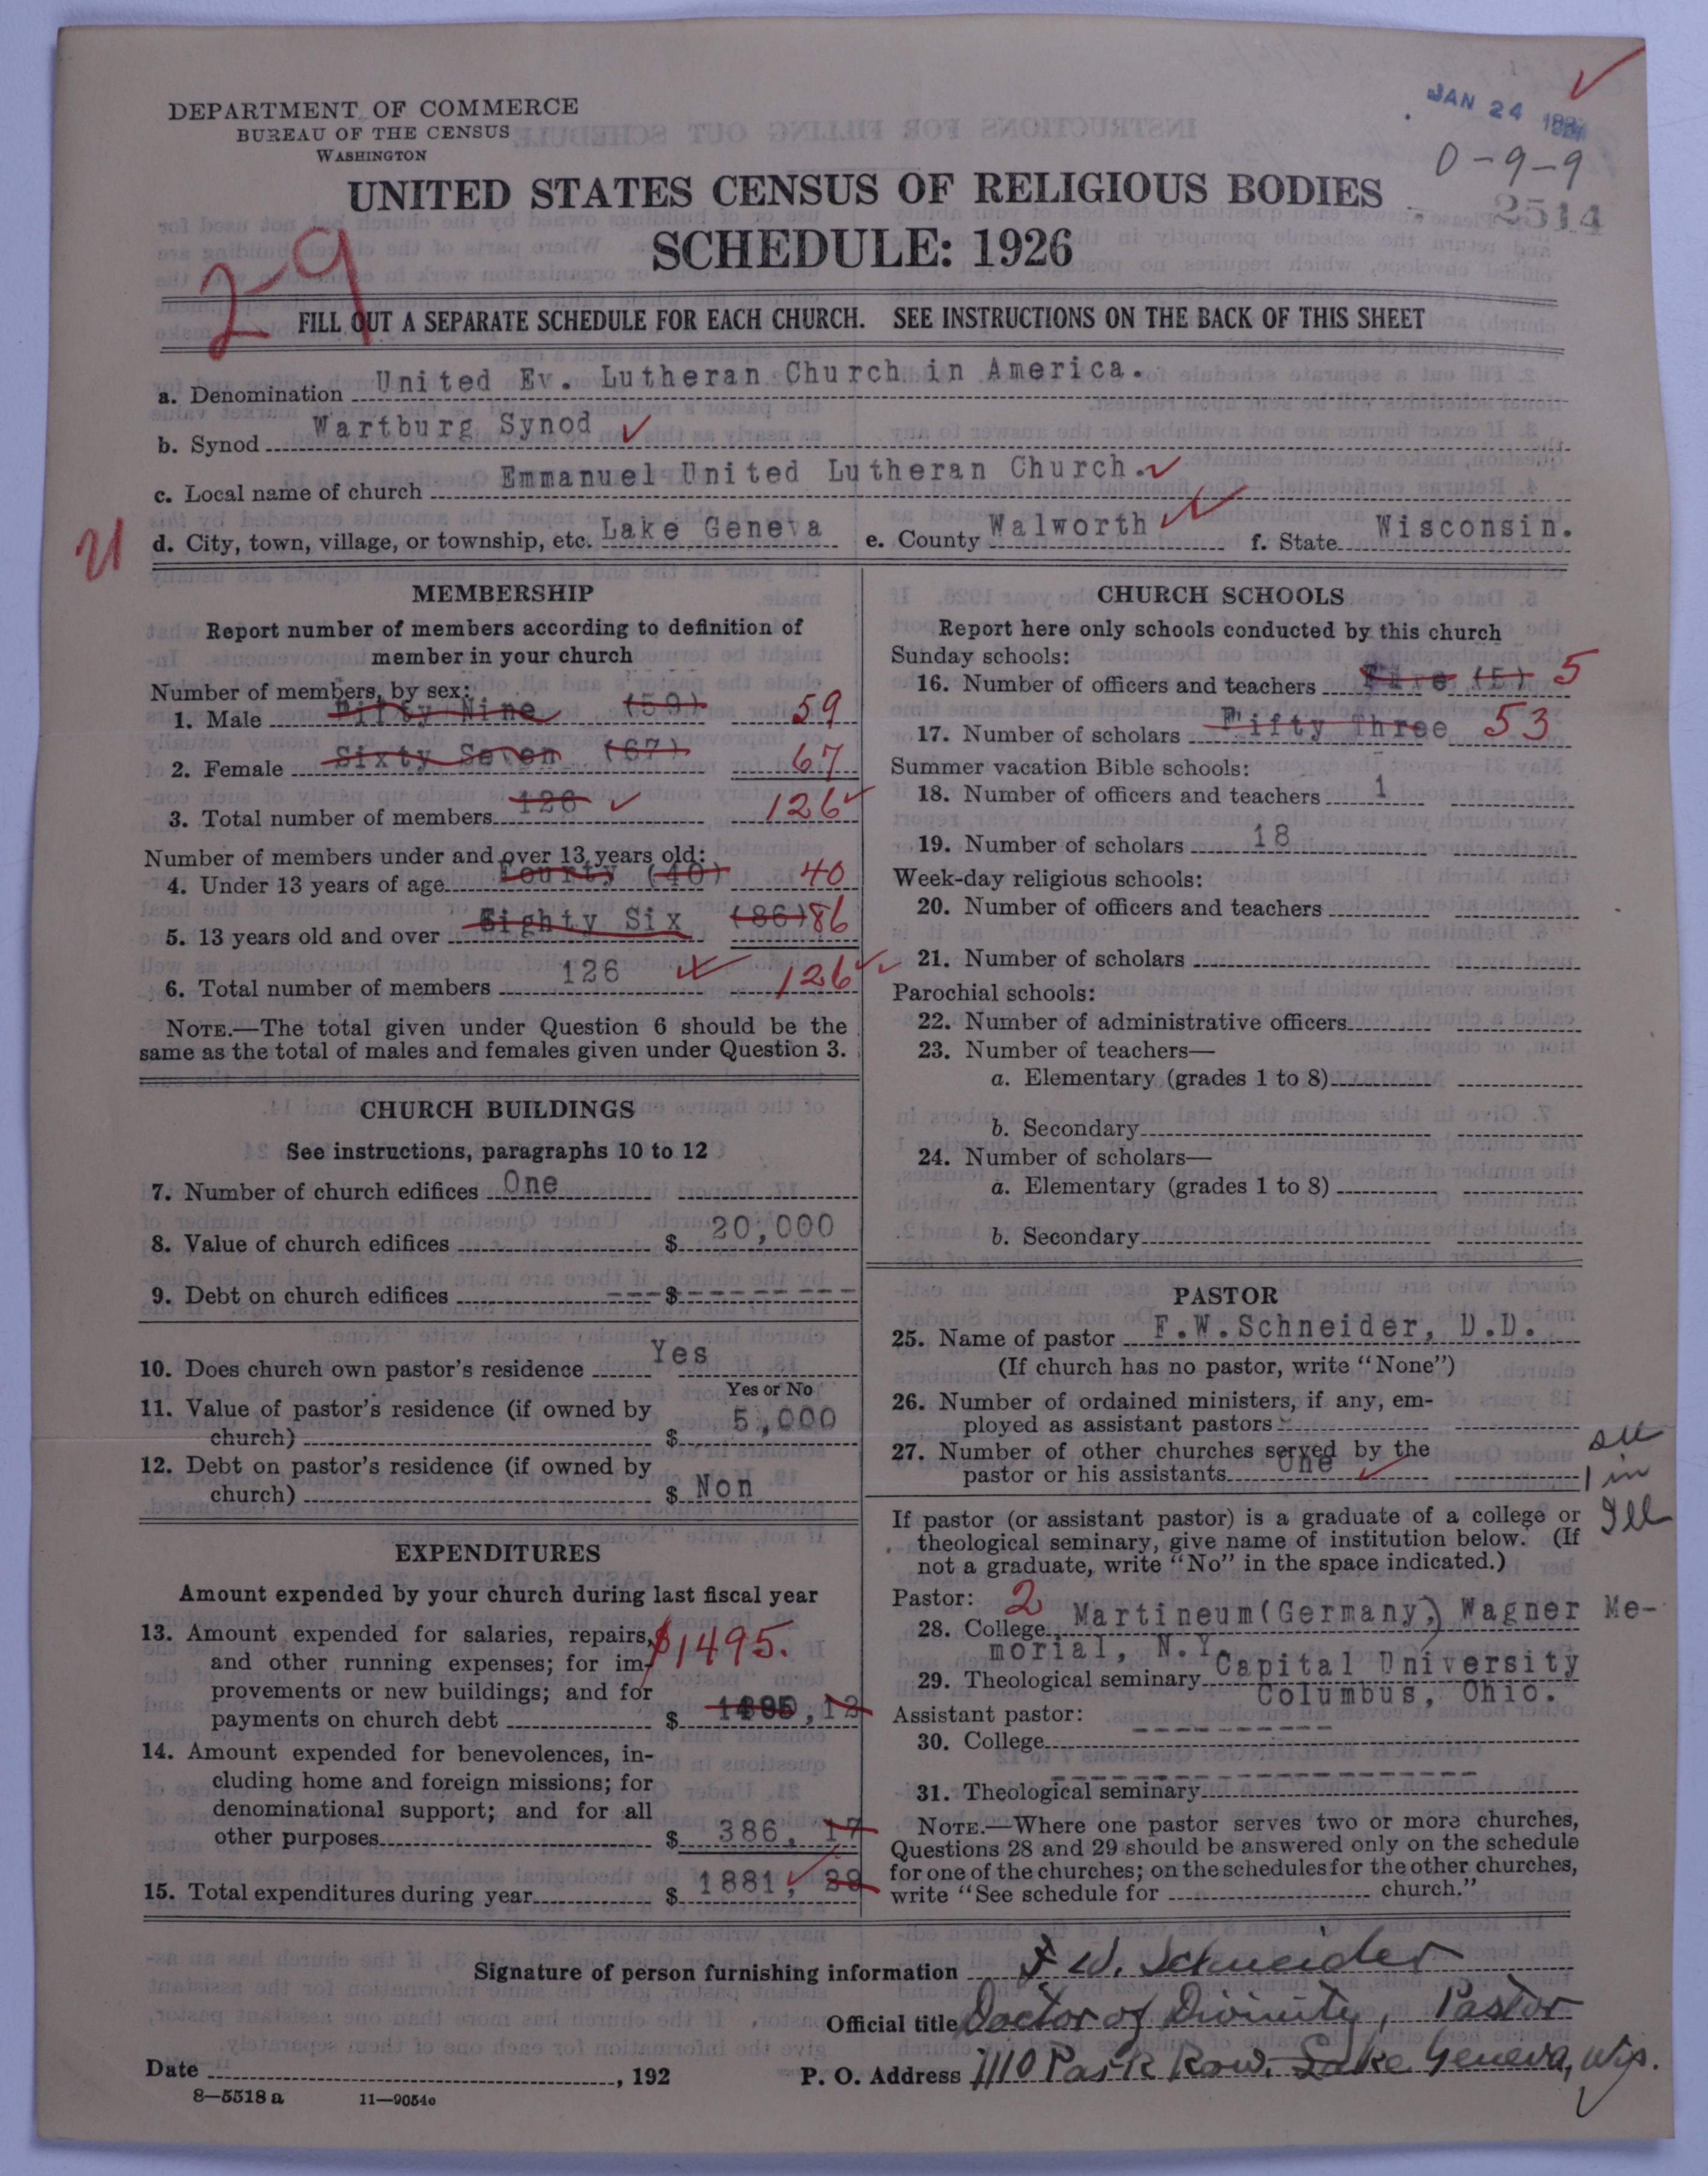 DEPARTMENT OF COMMERCE
BUREAU OF THE CENSUS
WASHINGTON
JAN 24
0-9-9
2514
UNITED STATES CENSUS OF RELIGIOUS BODIES
SCHEDULE: 1926
29
FILL OUT A SEPARATE SCHEDULE FOR EACH CHURCH. SEE INSTRUCTIONS ON THE BACK OF THIS SHEET
a. Denomination United Ev. Lutheran Church in America.
b. Synod Wartburg Synod ✓
c. Local name of church Emmanuel United Lutheran Church. ✓
d. City, town, village, or township, etc. Lake Geneva e. County Walworth f. State Wisconsin.
MEMBERSHIP
Report number of members according to definition of
member in your church
Number of members, by sex:
1. Male Fifty Nine (59) 59
2. Female Sixty Seven (67) 67
3. Total number of members 126 ✓ 126 ✓
Number of members under and over 13 years old:
4. Under 13 years of age Fourty (40) 40
5. 13 years old and over Eighty Six (86) 86
6. Total number of members 126 126 ✓
NOTE.—The total given under Question 6 should be the
same as the total of males and females given under Question 3.
CHURCH BUILDINGS
See instructions, paragraphs 10 to 12
7. Number of church edifices One
8. Value of church edifices $ 20,000
9. Debt on church edifices $
10. Does church own pastor's residence Yes
Yes or No
11. Value of pastor's residence (if owned by
church) $ 5,000
12. Debt on pastor's residence (if owned by
church) $ Non
EXPENDITURES
Amount expended by your church during last fiscal year
13. Amount expended for salaries, repairs, $1495.
and other running expenses; for im-
provements or new buildings; and for
payments on church debt $ 1495,12
14. Amount expended for benevolences, in-
cluding home and foreign missions; for
denominational support; and for all
other purposes $ 386, 17
15. Total expenditures during year $ 1881, 29
CHURCH SCHOOLS
Report here only schools conducted by this church
Sunday schools:
16. Number of officers and teachers Five (5) 5
17. Number of scholars Fifty Three 53
Summer vacation Bible schools:
18. Number of officers and teachers 1
19. Number of scholars 18
Week-day religious schools:
20. Number of officers and teachers
21. Number of scholars
Parochial schools:
22. Number of administrative officers
23. Number of teachers—
a. Elementary (grades 1 to 8)
b. Secondary
24. Number of scholars—
a. Elementary (grades 1 to 8)
b. Secondary
PASTOR
25. Name of pastor F.W.Schneider, D.D.
(If church has no pastor, write "None")
26. Number of ordained ministers, if any, em-
ployed as assistant pastors
27. Number of other churches served by the
pastor or his assistants One ✓
1 in
Ill
If pastor (or assistant pastor) is a graduate of a college or
theological seminary, give name of institution below. (If
not a graduate, write "No" in the space indicated.)
Pastor: 2
28. College Martineum(Germany,) Wagner Me-
morial, N.Y.
29. Theological seminary Capital University
Columbus, Ohio.
Assistant pastor:
30. College
31. Theological seminary
NOTE.—Where one pastor serves two or more churches,
Questions 28 and 29 should be answered only on the schedule
for one of the churches; on the schedules for the other churches,
write "See schedule for church."
Signature of person furnishing information F. W. Schneider
Official title Doctor of Divinity, Pastor
Date , 192
P. O. Address 1110 Park Row. Lake Geneva, Wis.
8—5518 a 11—9054c